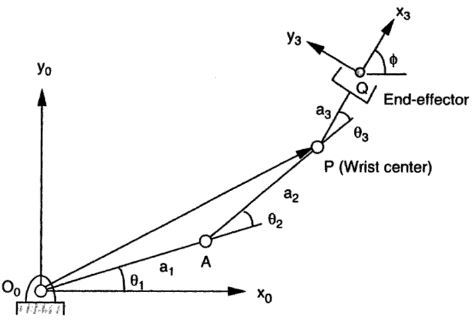 x₃
y₃
ϕ
Q
End-effector
y₀
a₃
θ₃
P (Wrist center)
a₂
θ₂
A
O₀
a₁
θ₁
x₀